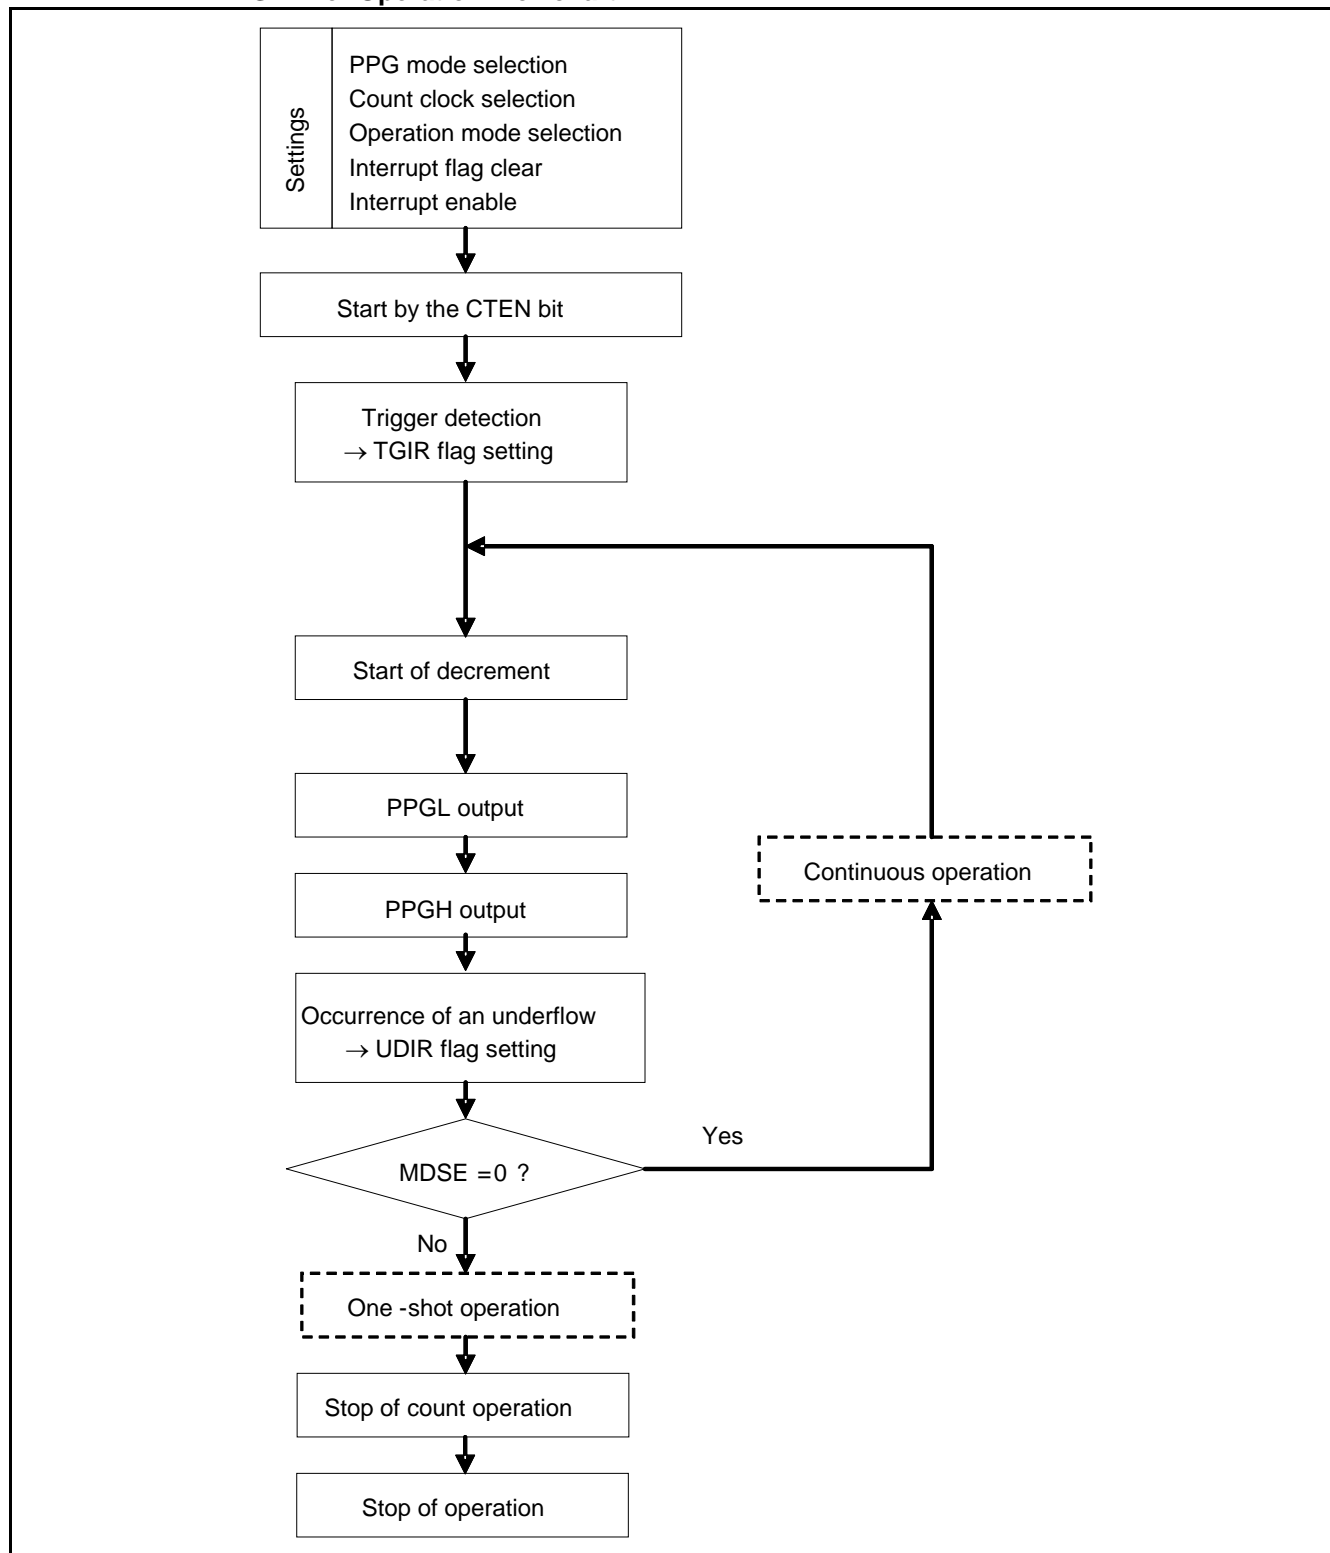 Settings
PPG mode selection
Count clock selection
Operation mode selection
Interrupt flag clear
Interrupt enable
Start by the CTEN bit
Trigger detection
→ TGIR flag setting
Start of decrement
PPGL output
Continuous operation
PPGH output
Occurrence of an underflow
→ UDIR flag setting
Yes
MDSE =0 ?
No
One -shot operation
Stop of count operation
Stop of operation